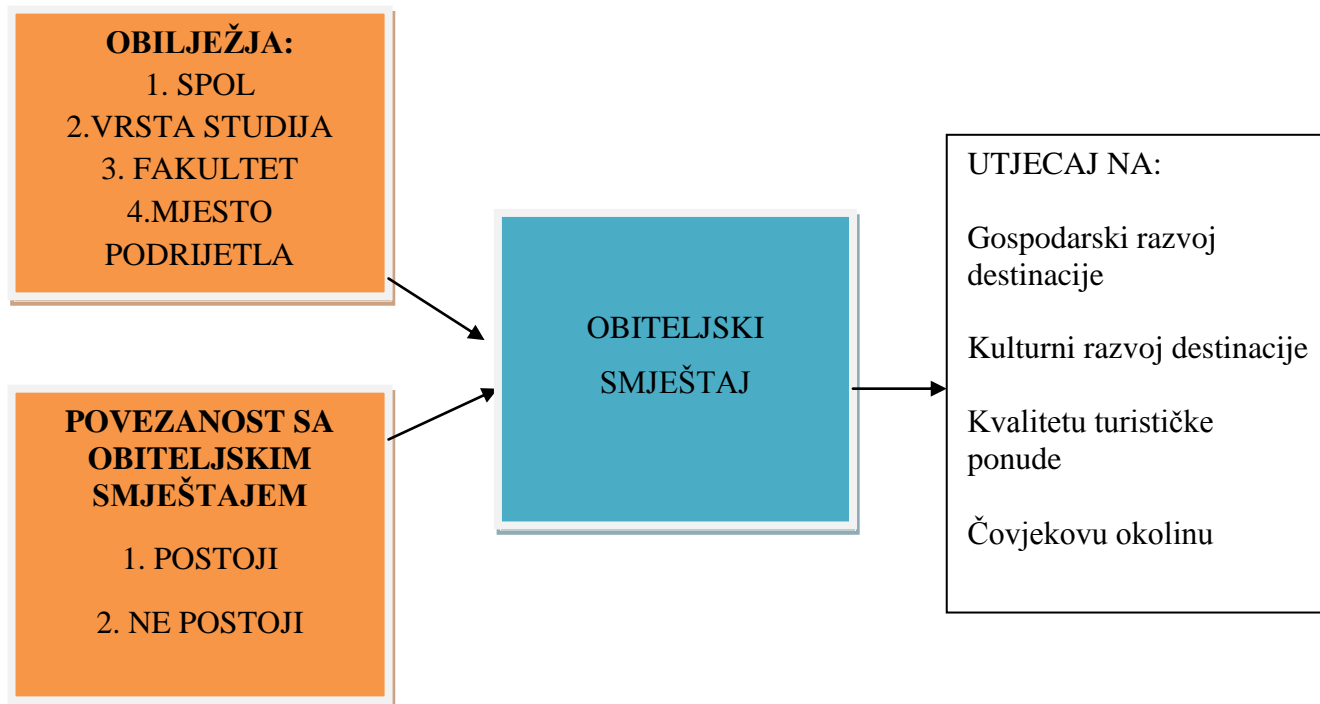 OBILJEŽJA:
1. SPOL
2.VRSTA STUDIJA
3. FAKULTET
4.MJESTO
PODRIJETLA
POVEZANOST SA
OBITELJSKIM
SMJEŠTAJEM
1. POSTOJI
2. NE POSTOJI
OBITELJSKI
SMJEŠTAJ
UTJECAJ NA:
Gospodarski razvoj
destinacije
Kulturni razvoj destinacije
Kvalitetu turističke
ponude
Čovjekovu okolinu